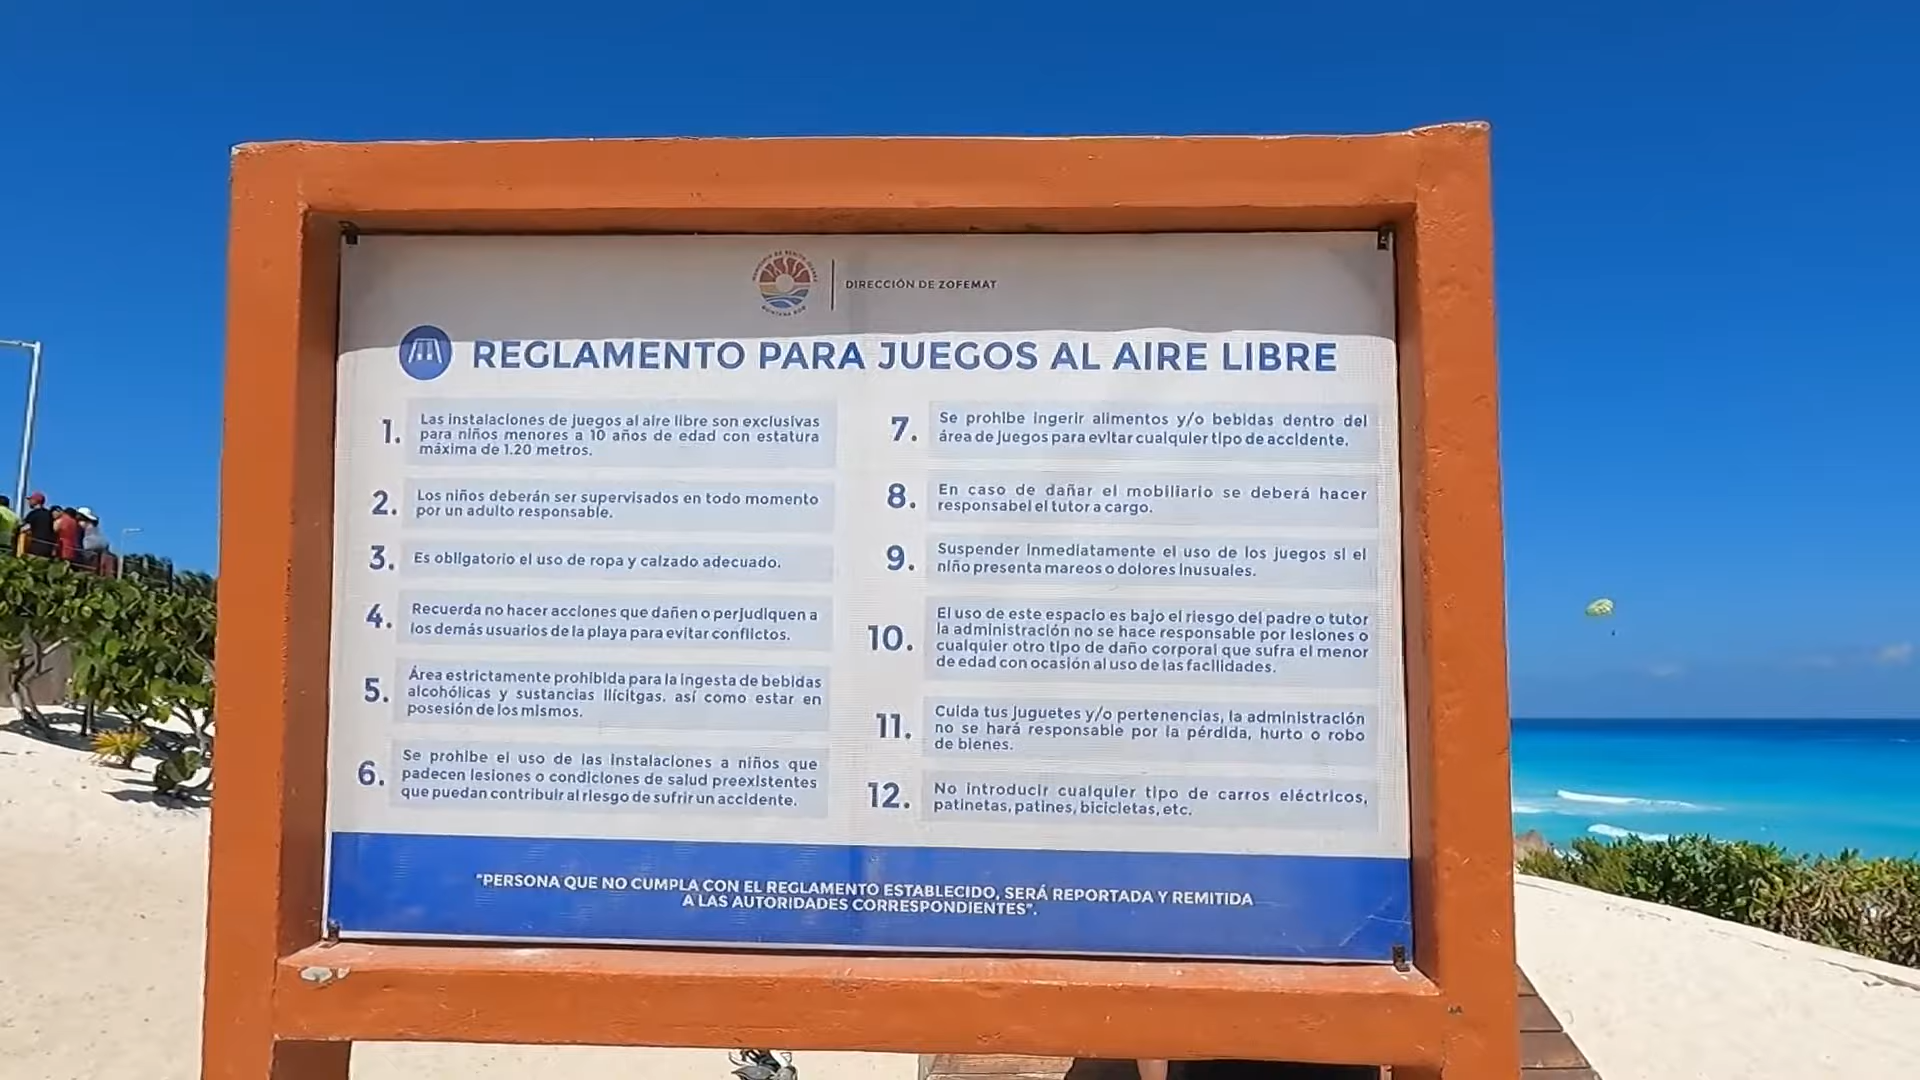 MUNICIPIO DE BENITO JUÁREZ
QUINTANA ROO
DIRECCIÓN DE ZOFEMAT
REGLAMENTO PARA JUEGOS AL AIRE LIBRE
1. Las instalaciones de juegos al aire libre son exclusivas
para niños menores a 10 años de edad con estatura
máxima de 1.20 metros.
2. Los niños deberán ser supervisados en todo momento
por un adulto responsable.
3. Es obligatorio el uso de ropa y calzado adecuado.
4. Recuerda no hacer acciones que dañen o perjudiquen a
los demás usuarios de la playa para evitar conflictos.
5. Área estrictamente prohibida para la ingesta de bebidas
alcohólicas y sustancias ilícitgas. así como estar en
posesión de los mismos.
6. Se prohibe el uso de las instalaciones a niños que
padecen lesiones o condiciones de salud preexistentes
que puedan contribuir al riesgo de sufrir un accidente.
7. Se prohibe ingerir alimentos y/o bebidas dentro del
área de juegos para evitar cualquier tipo de accidente.
8. En caso de dañar el mobiliario se deberá hacer
responsabel el tutor a cargo.
9. Suspender inmediatamente el uso de los juegos si el
niño presenta mareos o dolores inusuales.
10. El uso de este espacio es bajo el riesgo del padre o tutor
la administración no se hace responsable por lesiones o
cualquier otro tipo de daño corporal que sufra el menor
de edad con ocasión al uso de las facilidades.
11. Cuida tus juguetes y/o pertenencias, la administración
no se hará responsable por la pérdida, hurto o robo
de bienes.
12. No introducir cualquier tipo de carros eléctricos,
patinetas, patines, bicicletas, etc.
"PERSONA QUE NO CUMPLA CON EL REGLAMENTO ESTABLECIDO, SERÁ REPORTADA Y REMITIDA
A LAS AUTORIDADES CORRESPONDIENTES".